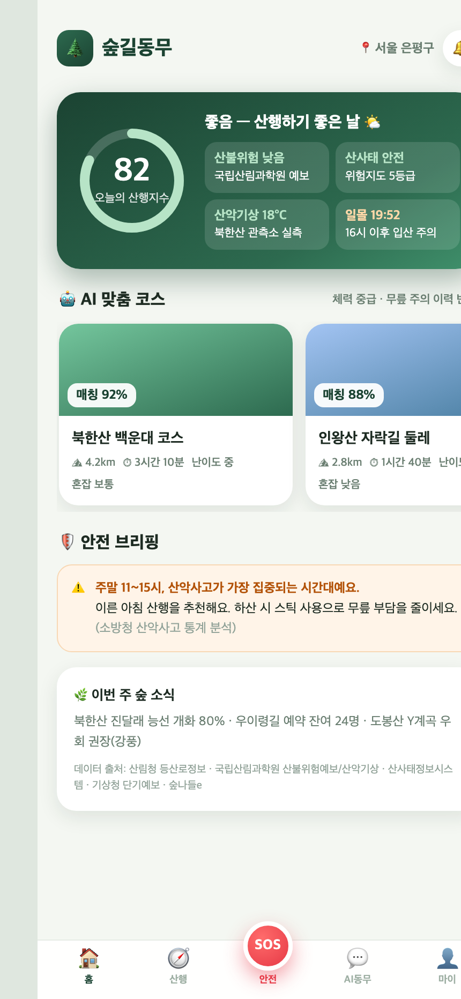 숲길동무
서울 은평구
좋음 — 산행하기 좋은 날
82
오늘의 산행지수
산불위험 낮음
국립산림과학원 예보
산사태 안전
위험지도 5등급
산악기상 18°C
북한산 관측소 실측
일몰 19:52
16시 이후 입산 주의
AI 맞춤 코스
체력 중급 · 무릎 주의 이력
매칭 92%
북한산 백운대 코스
4.2km 3시간 10분 난이도 중
혼잡 보통
매칭 88%
인왕산 자락길 둘레
2.8km 1시간 40분
혼잡 낮음
안전 브리핑
주말 11~15시, 산악사고가 가장 집중되는 시간대예요.
이른 아침 산행을 추천해요. 하산 시 스틱 사용으로 무릎 부담을 줄이세요.
(소방청 산악사고 통계 분석)
이번 주 숲 소식
북한산 진달래 능선 개화 80% · 우이령길 예약 잔여 24명 · 도봉산 Y계곡 우
회 권장(강풍)
데이터 출처: 산림청 등산로정보 · 국립산림과학원 산불위험예보/산악기상 · 산사태정보시스
템 · 기상청 단기예보 · 숲나들e
홈
산행
SOS
안전
AI동무
마이